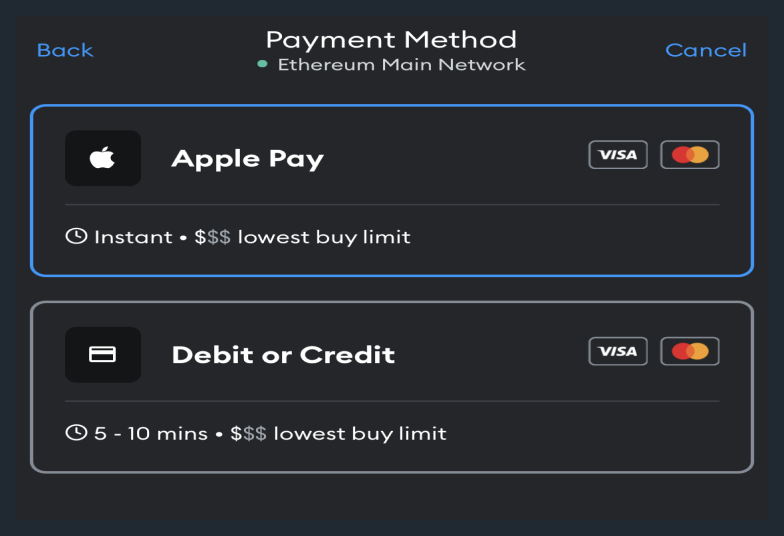 Back
Payment Method
Cancel
Ethereum Main Network
Apple Pay
VISA
Instant • $$$ lowest buy limit
Debit or Credit
VISA
5 - 10 mins • $$$ lowest buy limit